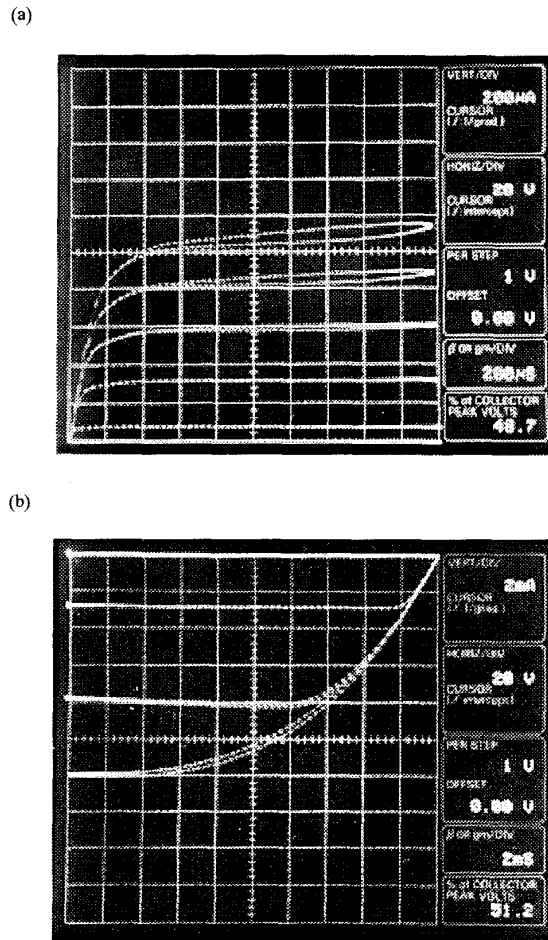 (a)
VERT/DIV
200µA
CURSOR
HORIZ/DIV
20 V
CURSOR
PER STEP
1 V
OFFSET
0.00 V
β OR gm/DIV
200µS
% of COLLECTOR
PEAK VOLTS
48.7
(b)
VERT/DIV
2mA
CURSOR
HORIZ/DIV
20 V
CURSOR
PER STEP
1 V
OFFSET
0.00 V
β OR gm/DIV
2mS
% of COLLECTOR
PEAK VOLTS
51.2